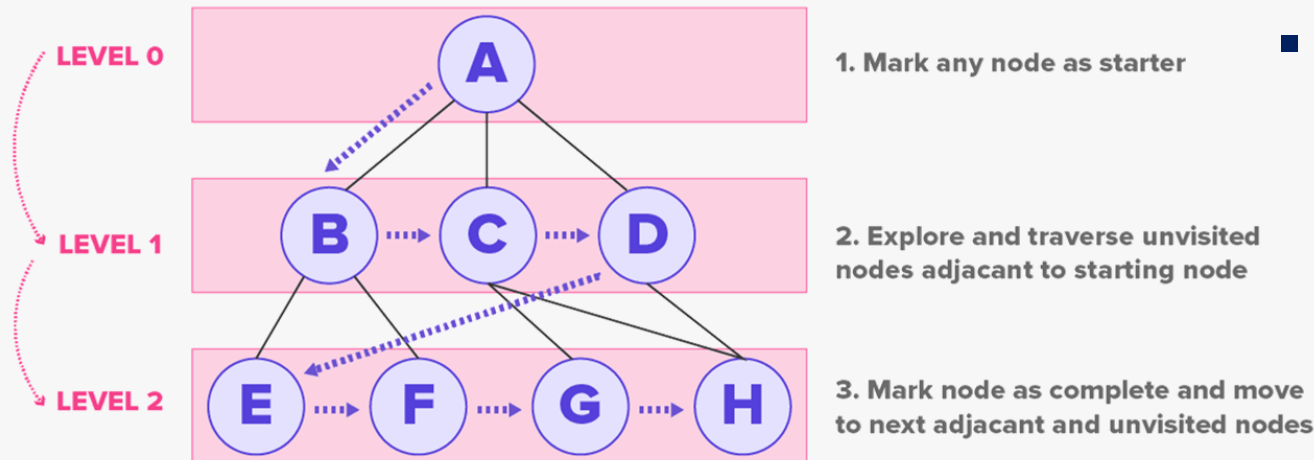 LEVEL 0
A
1. Mark any node as starter
LEVEL 1
B
C
D
2. Explore and traverse unvisited
nodes adjacant to starting node
LEVEL 2
E
F
G
H
3. Mark node as complete and move
to next adjacant and unvisited nodes